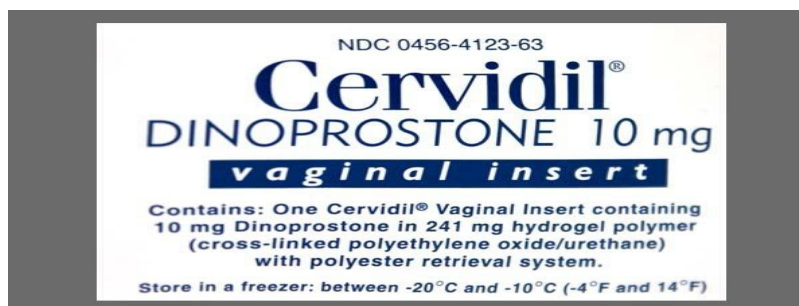 NDC 0456-4123-63
Cervidil®
DINOPROSTONE 10 mg
vaginal insert
Contains: One Cervidil® Vaginal Insert containing
10 mg Dinoprostone in 241 mg hydrogel polymer
(cross-linked polyethylene oxide/urethane)
with polyester retrieval system.
Store in a freezer: between -20°C and -10°C (-4°F and 14°F)